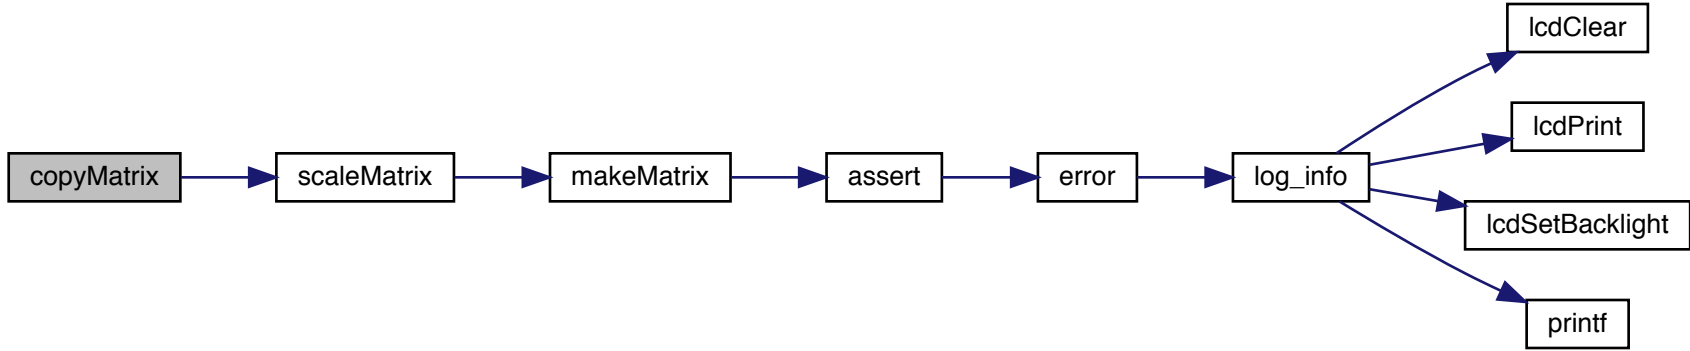 copyMatrix
scaleMatrix
makeMatrix
assert
error
log_info
lcdClear
lcdPrint
lcdSetBacklight
printf